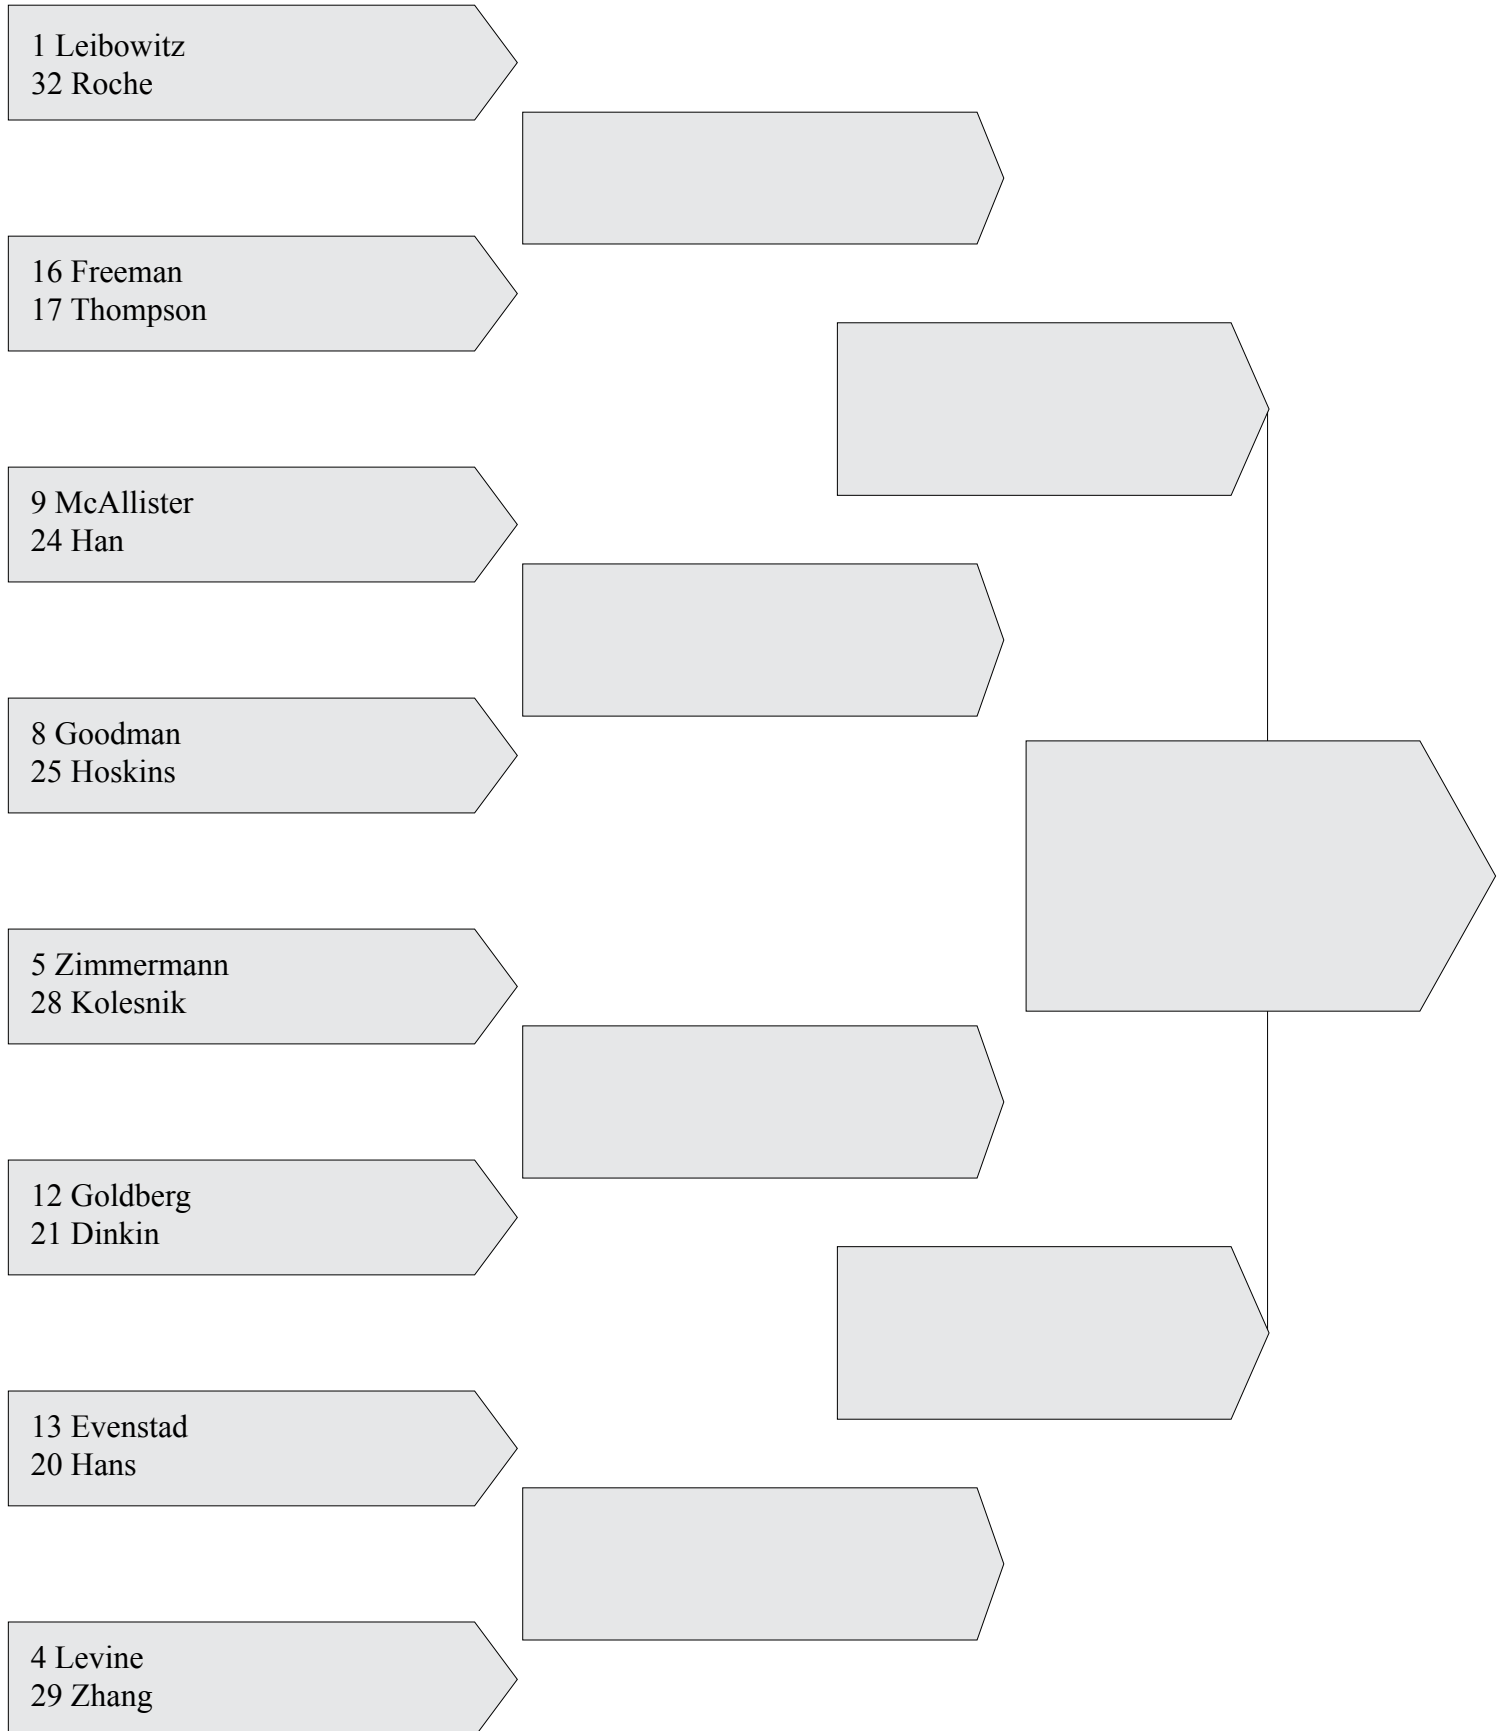 1 Leibowitz
32 Roche
16 Freeman
17 Thompson
9 McAllister
24 Han
8 Goodman
25 Hoskins
5 Zimmermann
28 Kolesnik
12 Goldberg
21 Dinkin
13 Evenstad
20 Hans
4 Levine
29 Zhang